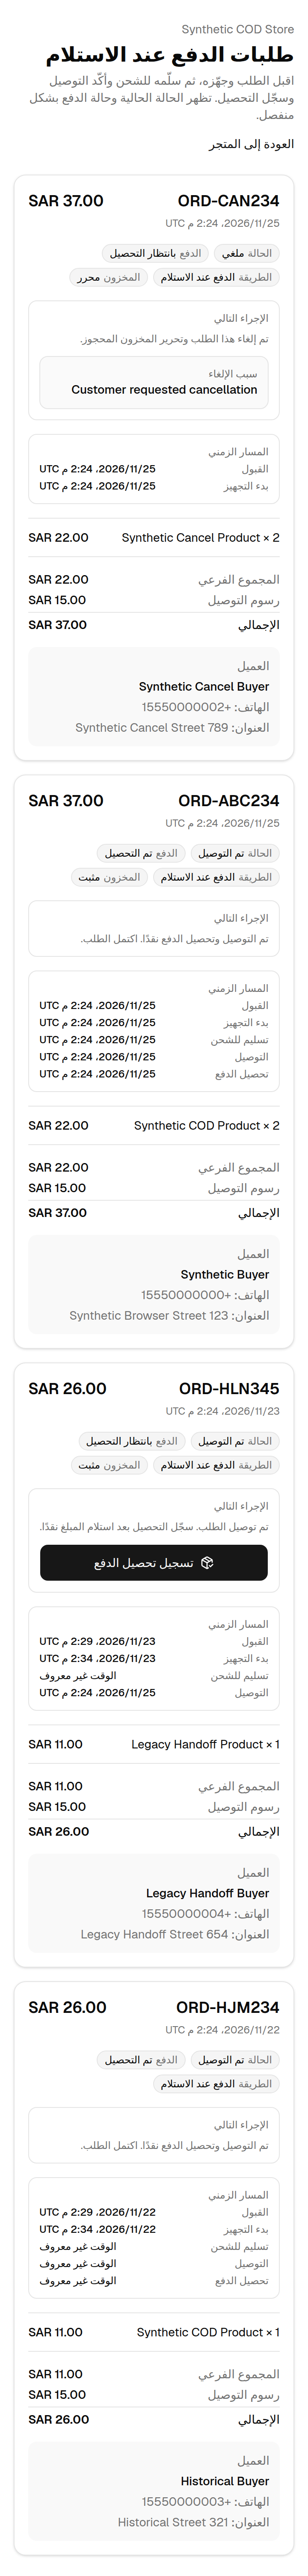 Synthetic COD Store
طلبات الدفع عند الاستلام
اقبل الطلب وجهّزه، ثم سلّمه للشحن وأكّد التوصيل
وسجّل التحصيل. تظهر الحالة الحالية وحالة الدفع بشكل
منفصل.
العودة إلى المتجر
ORD-CAN234 SAR 37.00
2026/11/25، 2:24 م UTC
الحالة ملغي الدفع بانتظار التحصيل
الطريقة الدفع عند الاستلام المخزون محرر
الإجراء التالي
تم إلغاء هذا الطلب وتحرير المخزون المحجوز.
سبب الإلغاء
Customer requested cancellation
المسار الزمني
القبول 2026/11/25، 2:24 م UTC
بدء التجهيز 2026/11/25، 2:24 م UTC
Synthetic Cancel Product × 2 SAR 22.00
المجموع الفرعي SAR 22.00
رسوم التوصيل SAR 15.00
الإجمالي SAR 37.00
العميل
Synthetic Cancel Buyer
الهاتف: +15550000002
العنوان: Synthetic Cancel Street 789
ORD-ABC234 SAR 37.00
2026/11/25، 2:24 م UTC
الحالة تم التوصيل الدفع تم التحصيل
الطريقة الدفع عند الاستلام المخزون مثبت
الإجراء التالي
تم التوصيل وتحصيل الدفع نقدًا. اكتمل الطلب.
المسار الزمني
القبول 2026/11/25، 2:24 م UTC
بدء التجهيز 2026/11/25، 2:24 م UTC
تسليم للشحن 2026/11/25، 2:24 م UTC
التوصيل 2026/11/25، 2:24 م UTC
تحصيل الدفع 2026/11/25، 2:24 م UTC
Synthetic COD Product × 2 SAR 22.00
المجموع الفرعي SAR 22.00
رسوم التوصيل SAR 15.00
الإجمالي SAR 37.00
العميل
Synthetic Buyer
الهاتف: +15550000000
العنوان: Synthetic Browser Street 123
ORD-HLN345 SAR 26.00
2026/11/23، 2:24 م UTC
الحالة تم التوصيل الدفع بانتظار التحصيل
الطريقة الدفع عند الاستلام المخزون مثبت
الإجراء التالي
تم توصيل الطلب. سجّل التحصيل بعد استلام المبلغ نقدًا.
تسجيل تحصيل الدفع
المسار الزمني
القبول 2026/11/23، 2:29 م UTC
بدء التجهيز 2026/11/23، 2:34 م UTC
تسليم للشحن الوقت غير معروف
التوصيل 2026/11/25، 2:24 م UTC
Legacy Handoff Product × 1 SAR 11.00
المجموع الفرعي SAR 11.00
رسوم التوصيل SAR 15.00
الإجمالي SAR 26.00
العميل
Legacy Handoff Buyer
الهاتف: +15550000004
العنوان: Legacy Handoff Street 654
ORD-HJM234 SAR 26.00
2026/11/22، 2:24 م UTC
الحالة تم التوصيل الدفع تم التحصيل
الطريقة الدفع عند الاستلام
الإجراء التالي
تم التوصيل وتحصيل الدفع نقدًا. اكتمل الطلب.
المسار الزمني
القبول 2026/11/22، 2:29 م UTC
بدء التجهيز 2026/11/22، 2:34 م UTC
تسليم للشحن الوقت غير معروف
التوصيل الوقت غير معروف
تحصيل الدفع الوقت غير معروف
Synthetic COD Product × 1 SAR 11.00
المجموع الفرعي SAR 11.00
رسوم التوصيل SAR 15.00
الإجمالي SAR 26.00
العميل
Historical Buyer
الهاتف: +15550000003
العنوان: Historical Street 321